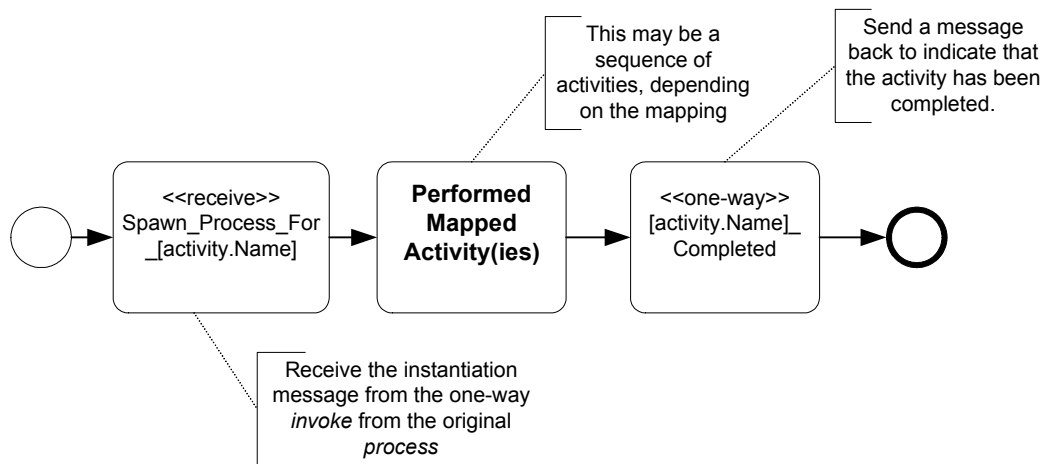 This may be a
sequence of
activities, depending
on the mapping
Send a message
back to indicate that
the activity has been
completed.
<<receive>>
Spawn_Process_For
_[activity.Name]
Performed
Mapped
Activity(ies)
<<one-way>>
[activity.Name]_
Completed
Receive the instantiation
message from the one-way
invoke from the original
process